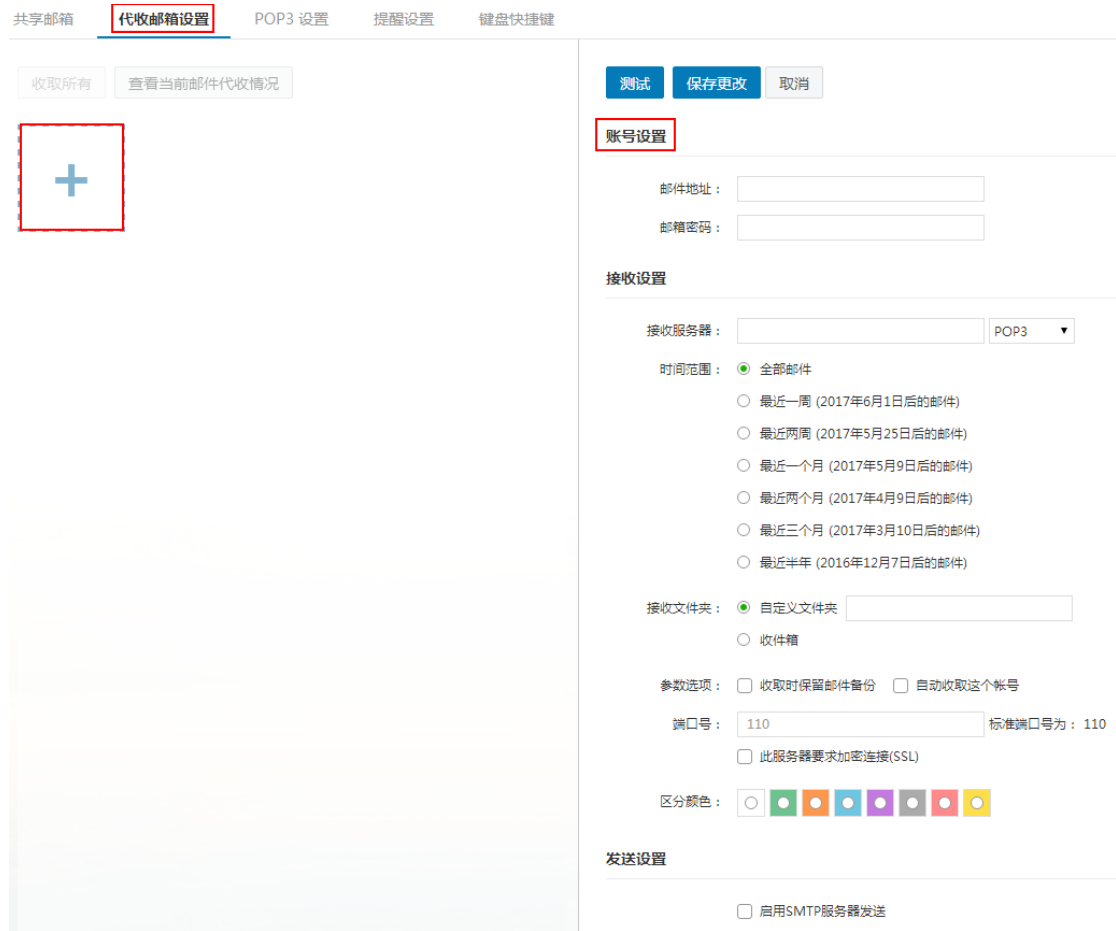 共享邮箱 代收邮箱设置 POP3 设置 提醒设置 键盘快捷键
收取所有 查看当前邮件代收情况
测试 保存更改 取消
账号设置
邮件地址：
邮箱密码：
接收设置
接收服务器： POP3
时间范围： 全部邮件
最近一周 (2017年6月1日后的邮件)
最近两周 (2017年5月25日后的邮件)
最近一个月 (2017年5月9日后的邮件)
最近两个月 (2017年4月9日后的邮件)
最近三个月 (2017年3月10日后的邮件)
最近半年 (2016年12月7日后的邮件)
接收文件夹： 自定义文件夹
收件箱
参数选项： 收取时保留邮件备份 自动收取这个帐号
端口号： 110 标准端口号为： 110
此服务器要求加密连接(SSL)
区分颜色：
发送设置
启用SMTP服务器发送